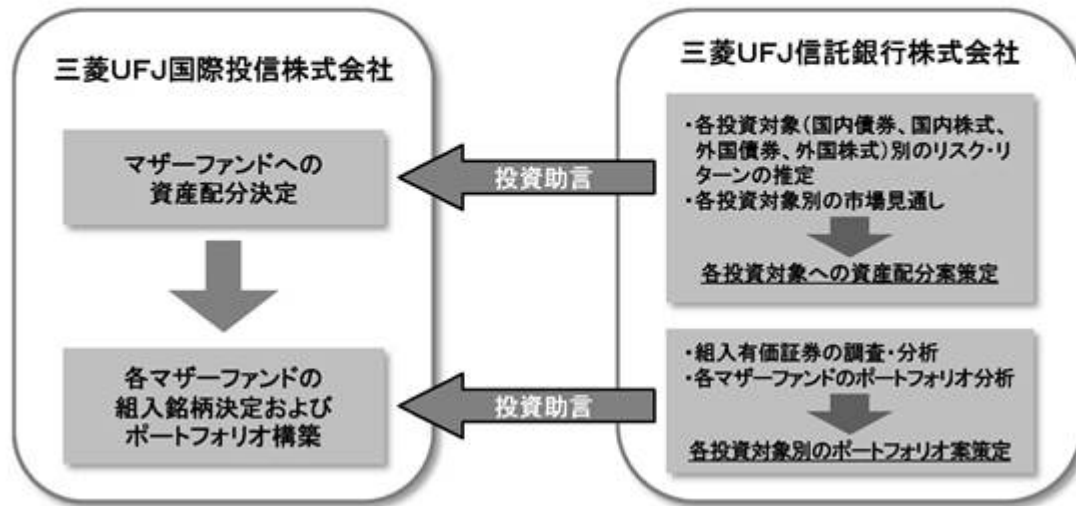 三菱UFJ国際投信株式会社
マザーファンドへの
資産配分決定
各マザーファンドの
組入銘柄決定および
ポートフォリオ構築
投資助言
投資助言
三菱UFJ信託銀行株式会社
・各投資対象(国内債券、国内株式、
外国債券、外国株式)別のリスク・リ
ターンの推定
・各投資対象別の市場見通し
各投資対象への資産配分案策定
・組入有価証券の調査・分析
・各マザーファンドのポートフォリオ分析
各投資対象別のポートフォリオ案策定